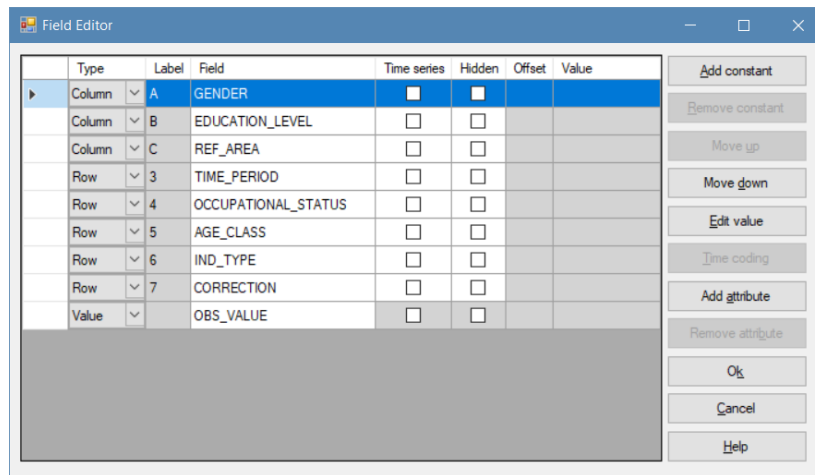 Field Editor
Type Label Field Time series Hidden Offset Value
Column A GENDER
Column B EDUCATION_LEVEL
Column C REF_AREA
Row 3 TIME_PERIOD
Row 4 OCCUPATIONAL_STATUS
Row 5 AGE_CLASS
Row 6 IND_TYPE
Row 7 CORRECTION
Value OBS_VALUE
Add constant
Remove constant
Move up
Move down
Edit value
Time coding
Add attribute
Remove attribute
Ok
Cancel
Help